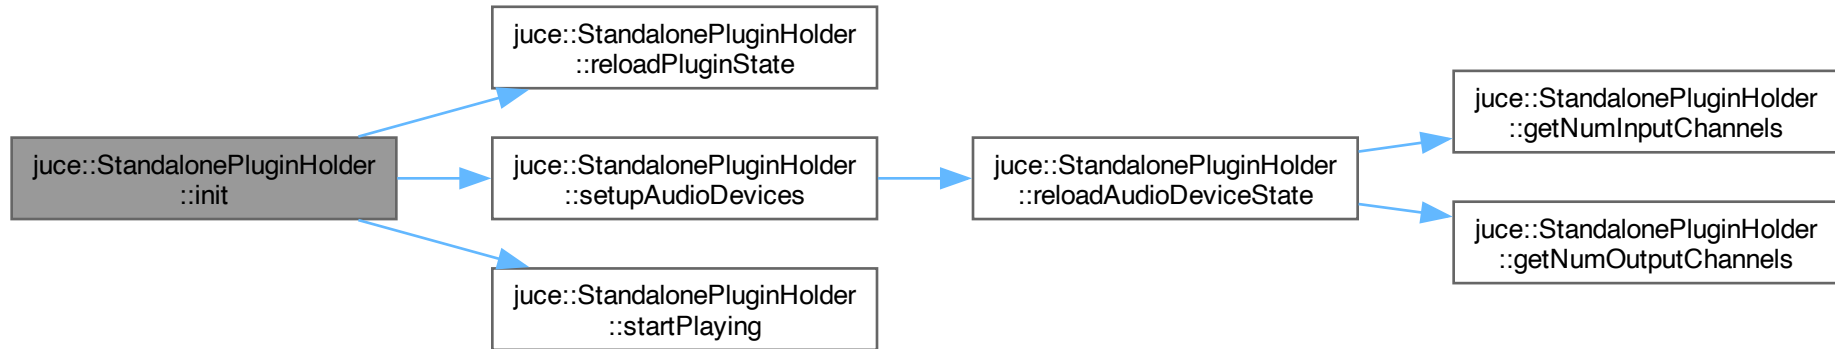 juce::StandalonePluginHolder
::init
juce::StandalonePluginHolder
::reloadPluginState
juce::StandalonePluginHolder
::setupAudioDevices
juce::StandalonePluginHolder
::startPlaying
juce::StandalonePluginHolder
::reloadAudioDeviceState
juce::StandalonePluginHolder
::getNumInputChannels
juce::StandalonePluginHolder
::getNumOutputChannels